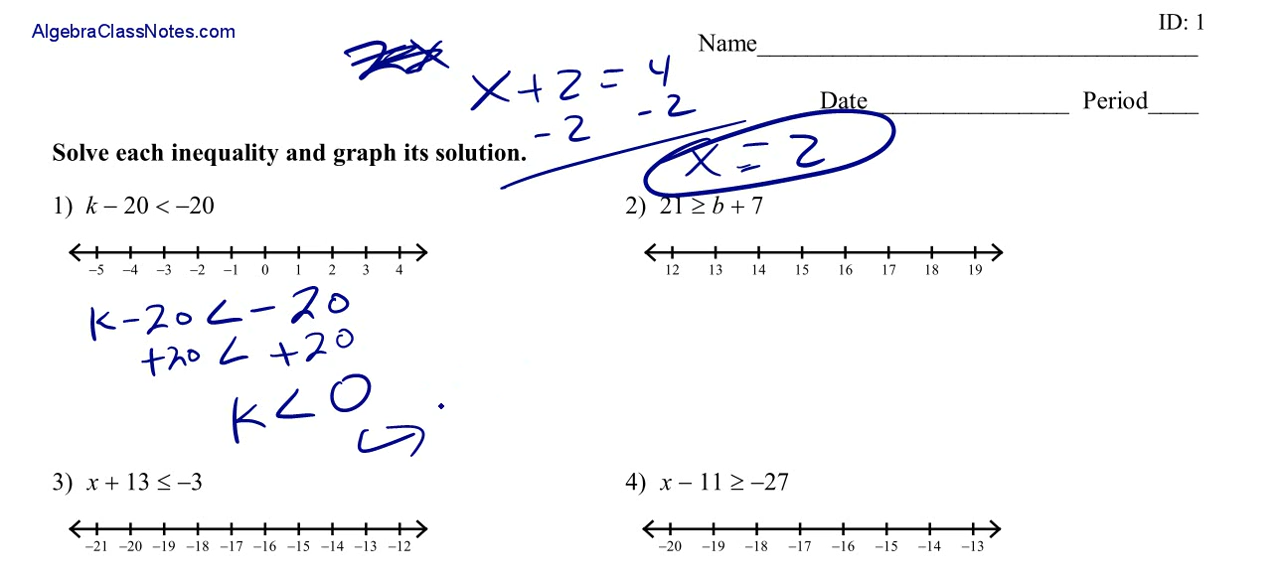 AlgebraClassNotes.com
ID: 1
Name
x + 2 = 4
Date
Period
- 2 - 2
x = 2
Solve each inequality and graph its solution.
1) k – 20 < –20
2) 21 ≥ b + 7
–5 –4 –3 –2 –1 0 1 2 3 4
12 13 14 15 16 17 18 19
k - 20 < - 20
+20 < +20
k < 0
3) x + 13 ≤ –3
4) x – 11 ≥ –27
–21 –20 –19 –18 –17 –16 –15 –14 –13 –12
–20 –19 –18 –17 –16 –15 –14 –13